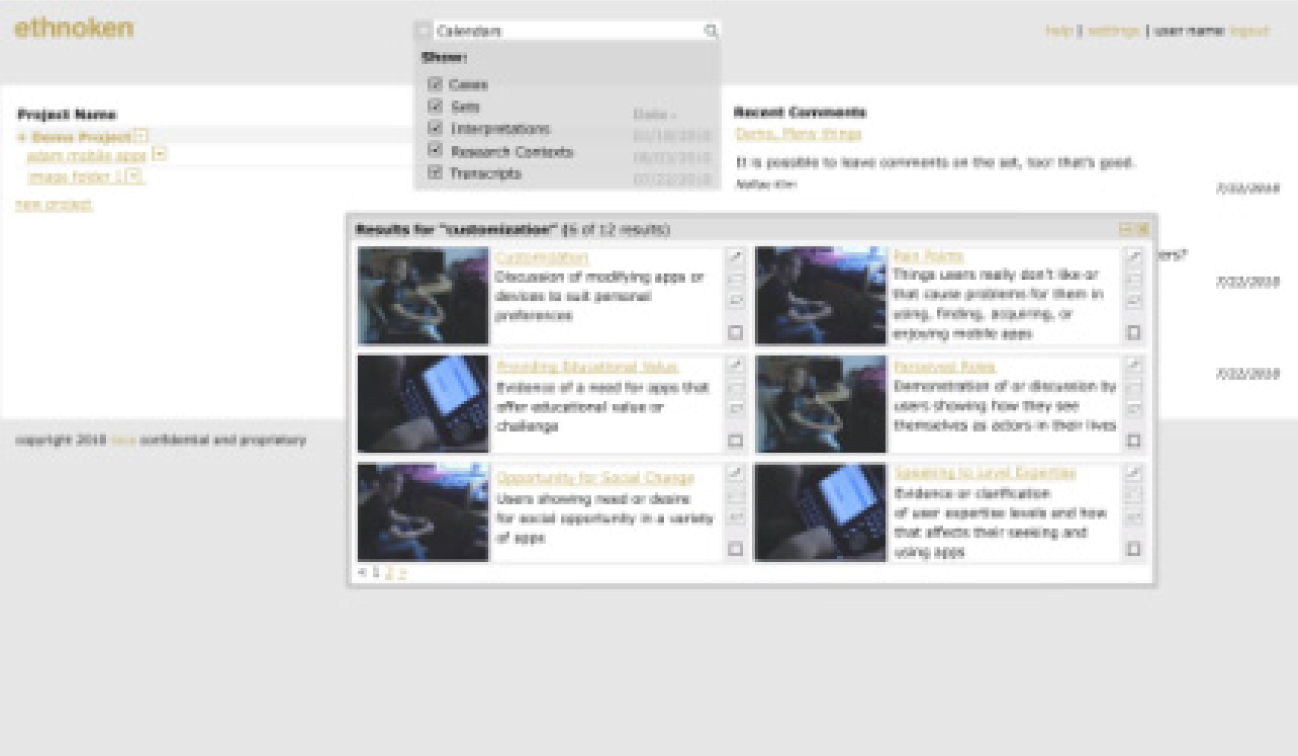 ethnoken
Calendars
help | settings | user name logout
Show:
Cases
Sets
Interpretations
Research Contexts
Transcripts
Date
07/22/2010
Project Name
+ Demo Project
adam mobile apps
image folder 1
new project
Recent Comments
Demo, Many things
It is possible to leave comments on the set, too! that's good.
7/22/2010
ers?
7/22/2010
7/22/2010
Results for "customization" (6 of 12 results)
Customization
Discussion of modifying apps or
devices to suit personal
preferences
Pain Points
Things users really don't like or
that cause problems for them in
using, finding, acquiring, or
enjoying mobile apps
Providing Educational Value
Evidence of a need for apps that
offer educational value or
challenge
Perceived Roles
Demonstration of or discussion by
users showing how they see
themselves as actors in their lives
Opportunity for Social Change
Users showing need or desire
for social opportunity in a variety
of apps
Speaking to Level Expertise
Evidence or clarification
of user expertise levels and how
that affects their seeking and
using apps
< 1 2 >
copyright 2010 confidential and proprietary